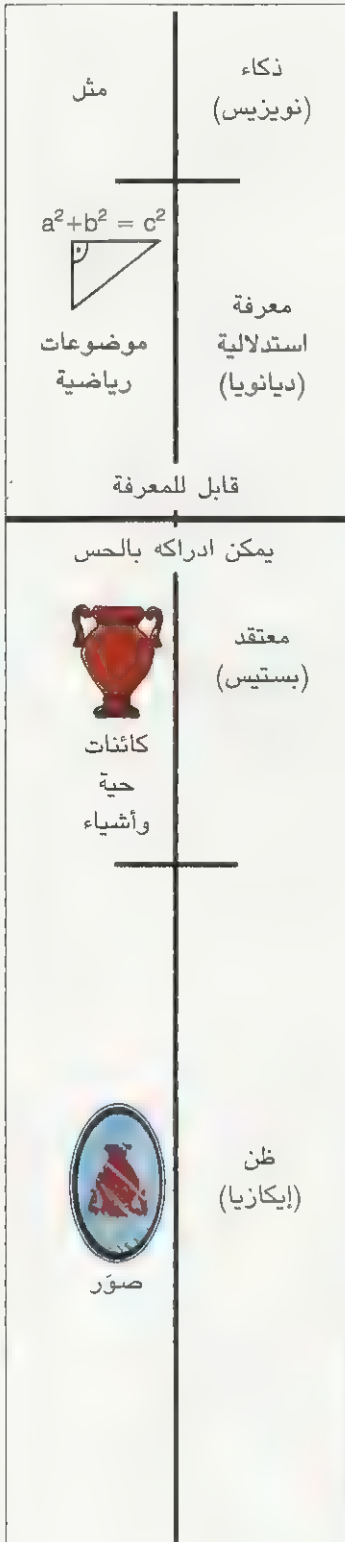 ذكاء
(نويزيس)
مثل
a²+b² = c²
موضوعات
رياضية
معرفة
استدلالية
(ديانويا)
قابل للمعرفة
يمكن ادراكه بالحس
معتقد
(بستيس)
كائنات
حية
وأشياء
ظن
(إيكازيا)
صوَر